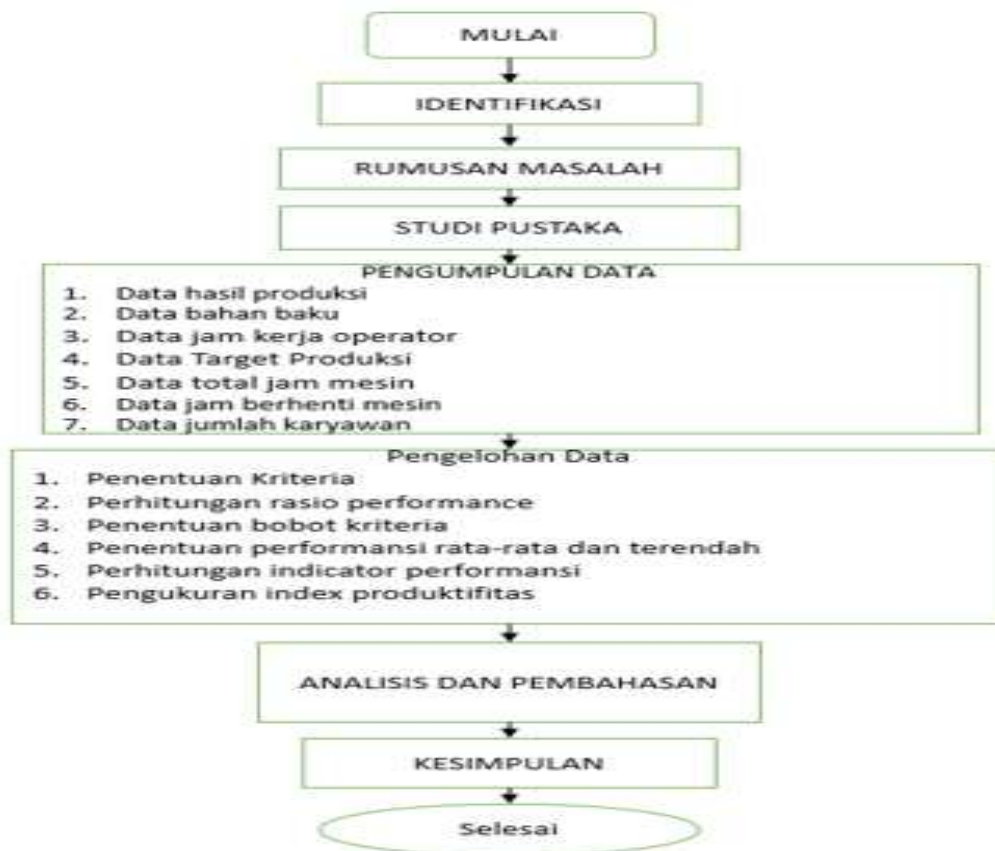 MULAI
IDENTIFIKASI
RUMUSAN MASALAH
STUDI PUSTAKA
PENGUMPULAN DATA
1. Data hasil produksi
2. Data bahan baku
3. Data jam kerja operator
4. Data Target Produksi
5. Data total jam mesin
6. Data jam berhenti mesin
7. Data jumlah karyawan
Pengelohan Data
1. Penentuan Kriteria
2. Perhitungan rasio performance
3. Penentuan bobot kriteria
4. Penentuan performansi rata-rata dan terendah
5. Perhitungan indicator performansi
6. Pengukuran index produktifitas
ANALISIS DAN PEMBAHASAN
KESIMPULAN
Selesai